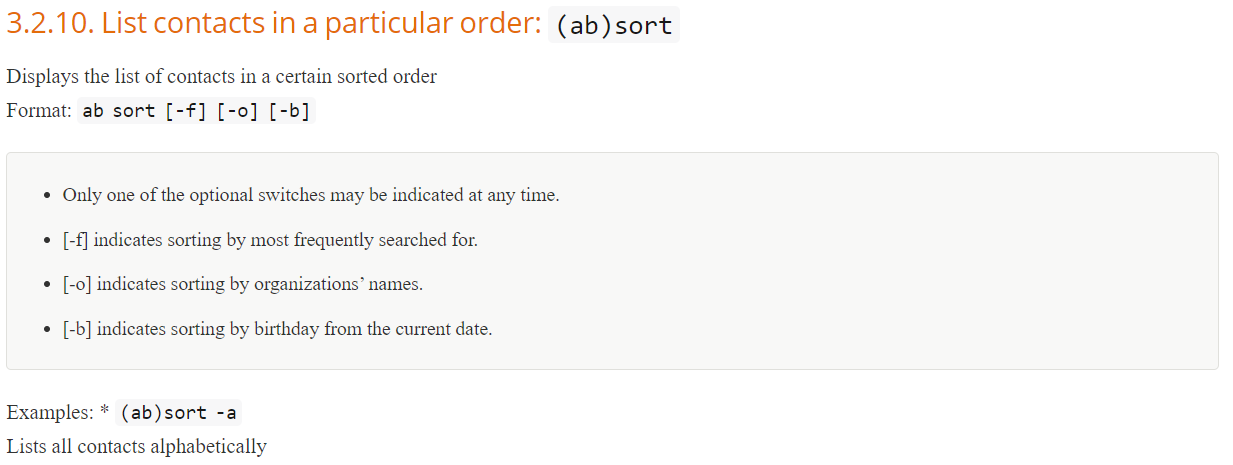 3.2.10. List contacts in a particular order: (ab)sort
Displays the list of contacts in a certain sorted order
Format: ab sort [-f] [-o] [-b]
• Only one of the optional switches may be indicated at any time.
• [-f] indicates sorting by most frequently searched for.
• [-o] indicates sorting by organizations’ names.
• [-b] indicates sorting by birthday from the current date.
Examples: * (ab)sort -a
Lists all contacts alphabetically